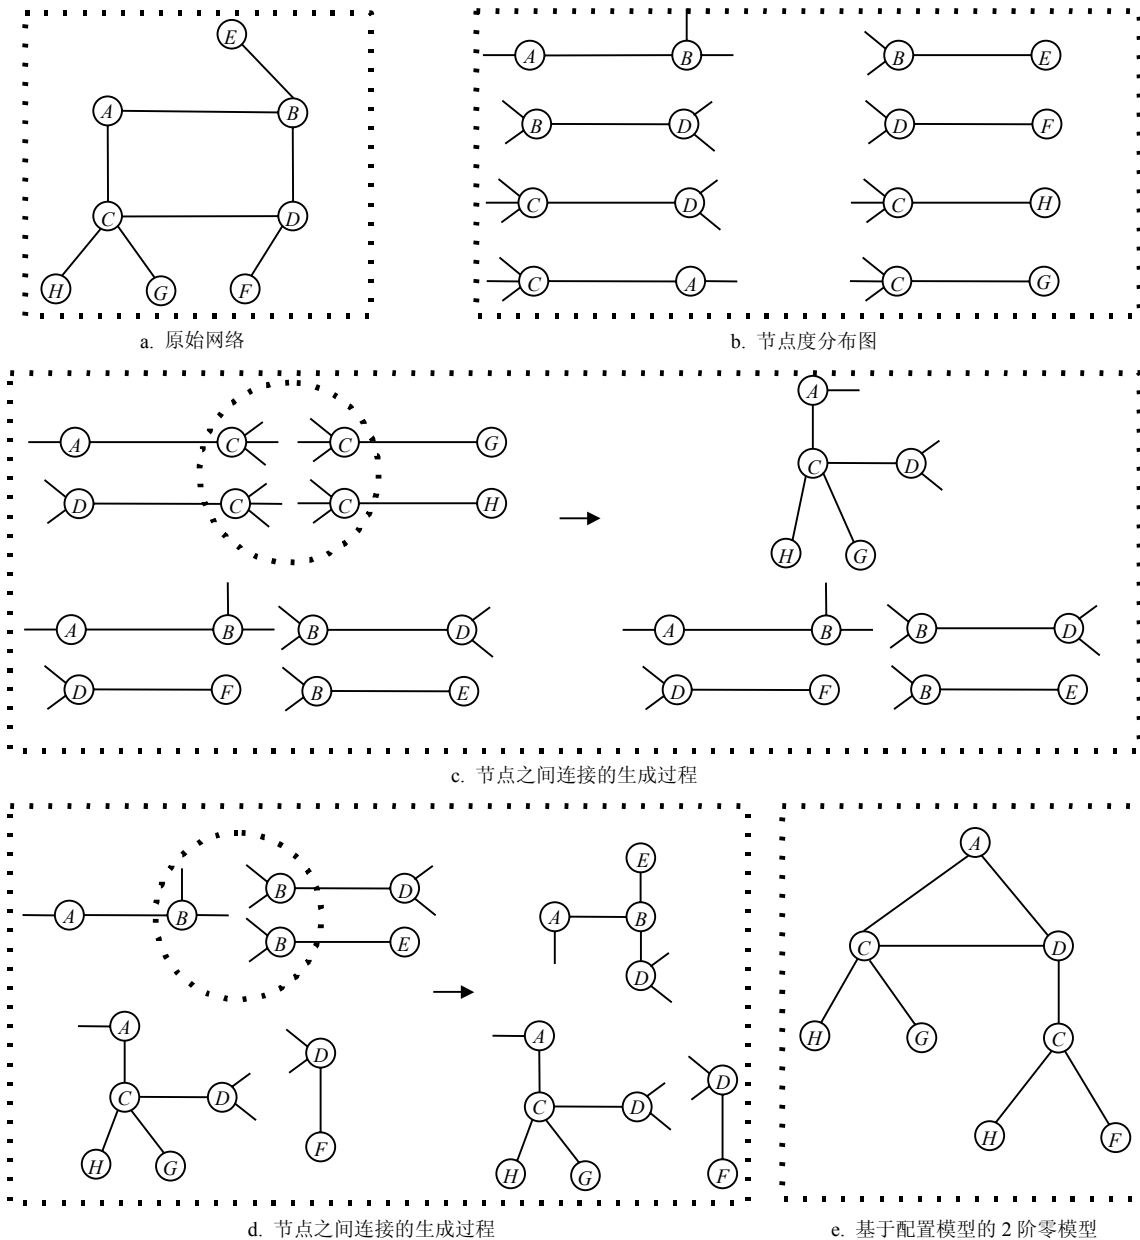 E
A B
C D
H G F
A B B E
B D D F
C D C H
C A C G
a. 原始网络
b. 节点度分布图
A C C G
D C C H
A B B D
D F B E
A
C D
H G
A B B D
D F B E
c. 节点之间连接的生成过程
A B B D
B E
A
C D
H G
D
F
E
A B
D
A
C D
H G
D
F
A
C D
H G C
H F
d. 节点之间连接的生成过程
e. 基于配置模型的 2 阶零模型